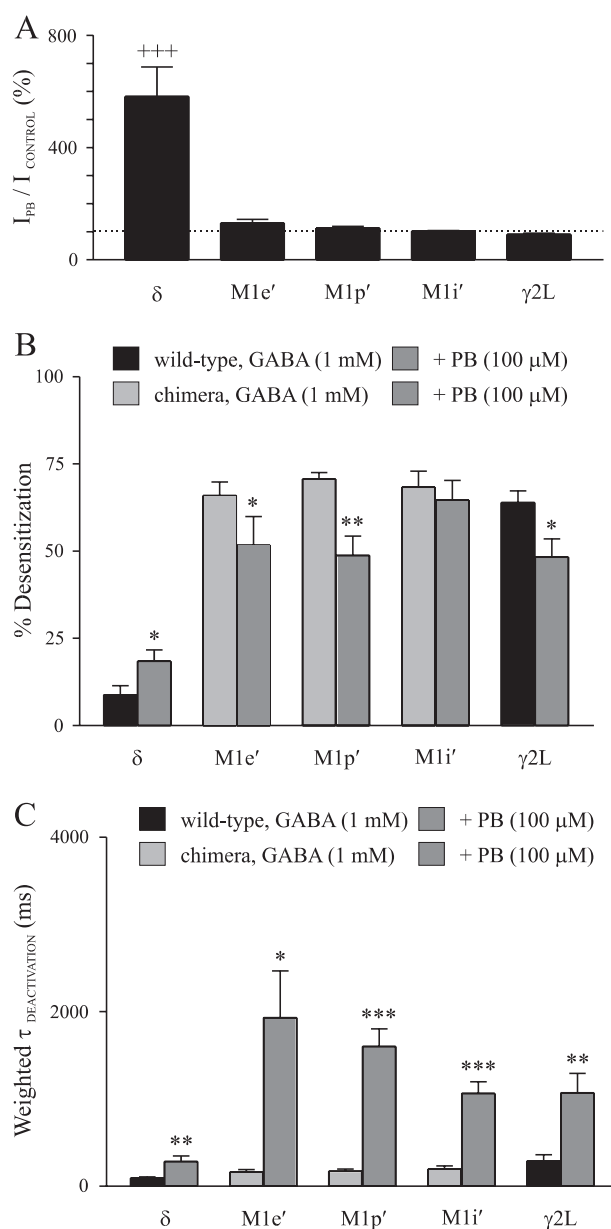 A
800
400
0
I PB / I CONTROL (%)
+++
δ M1e′ M1p′ M1i′ γ2L
B
wild-type, GABA (1 mM) + PB (100 μM)
chimera, GABA (1 mM) + PB (100 μM)
100
75
50
25
0
% Desensitization
* * ** *
δ M1e′ M1p′ M1i′ γ2L
C
wild-type, GABA (1 mM) + PB (100 μM)
chimera, GABA (1 mM) + PB (100 μM)
4000
2000
0
Weighted τ DEACTIVATION (ms)
** * *** *** **
δ M1e′ M1p′ M1i′ γ2L